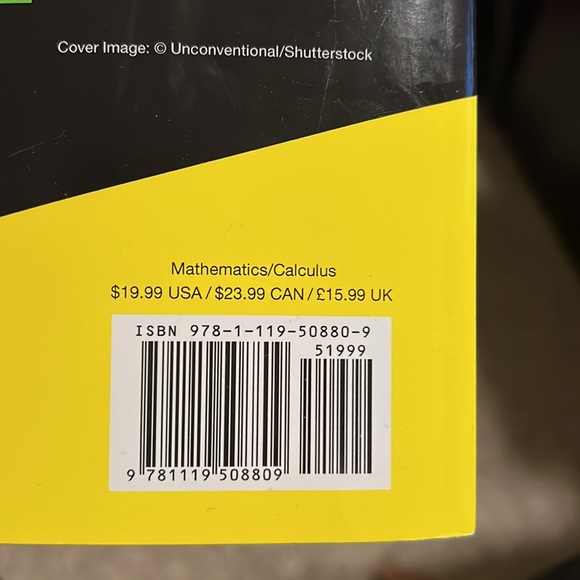 Cover Image: © Unconventional/Shutterstock
Mathematics/Calculus
$19.99 USA / $23.99 CAN / £15.99 UK
ISBN 978-1-119-50880-9
51999
9 781119 508809